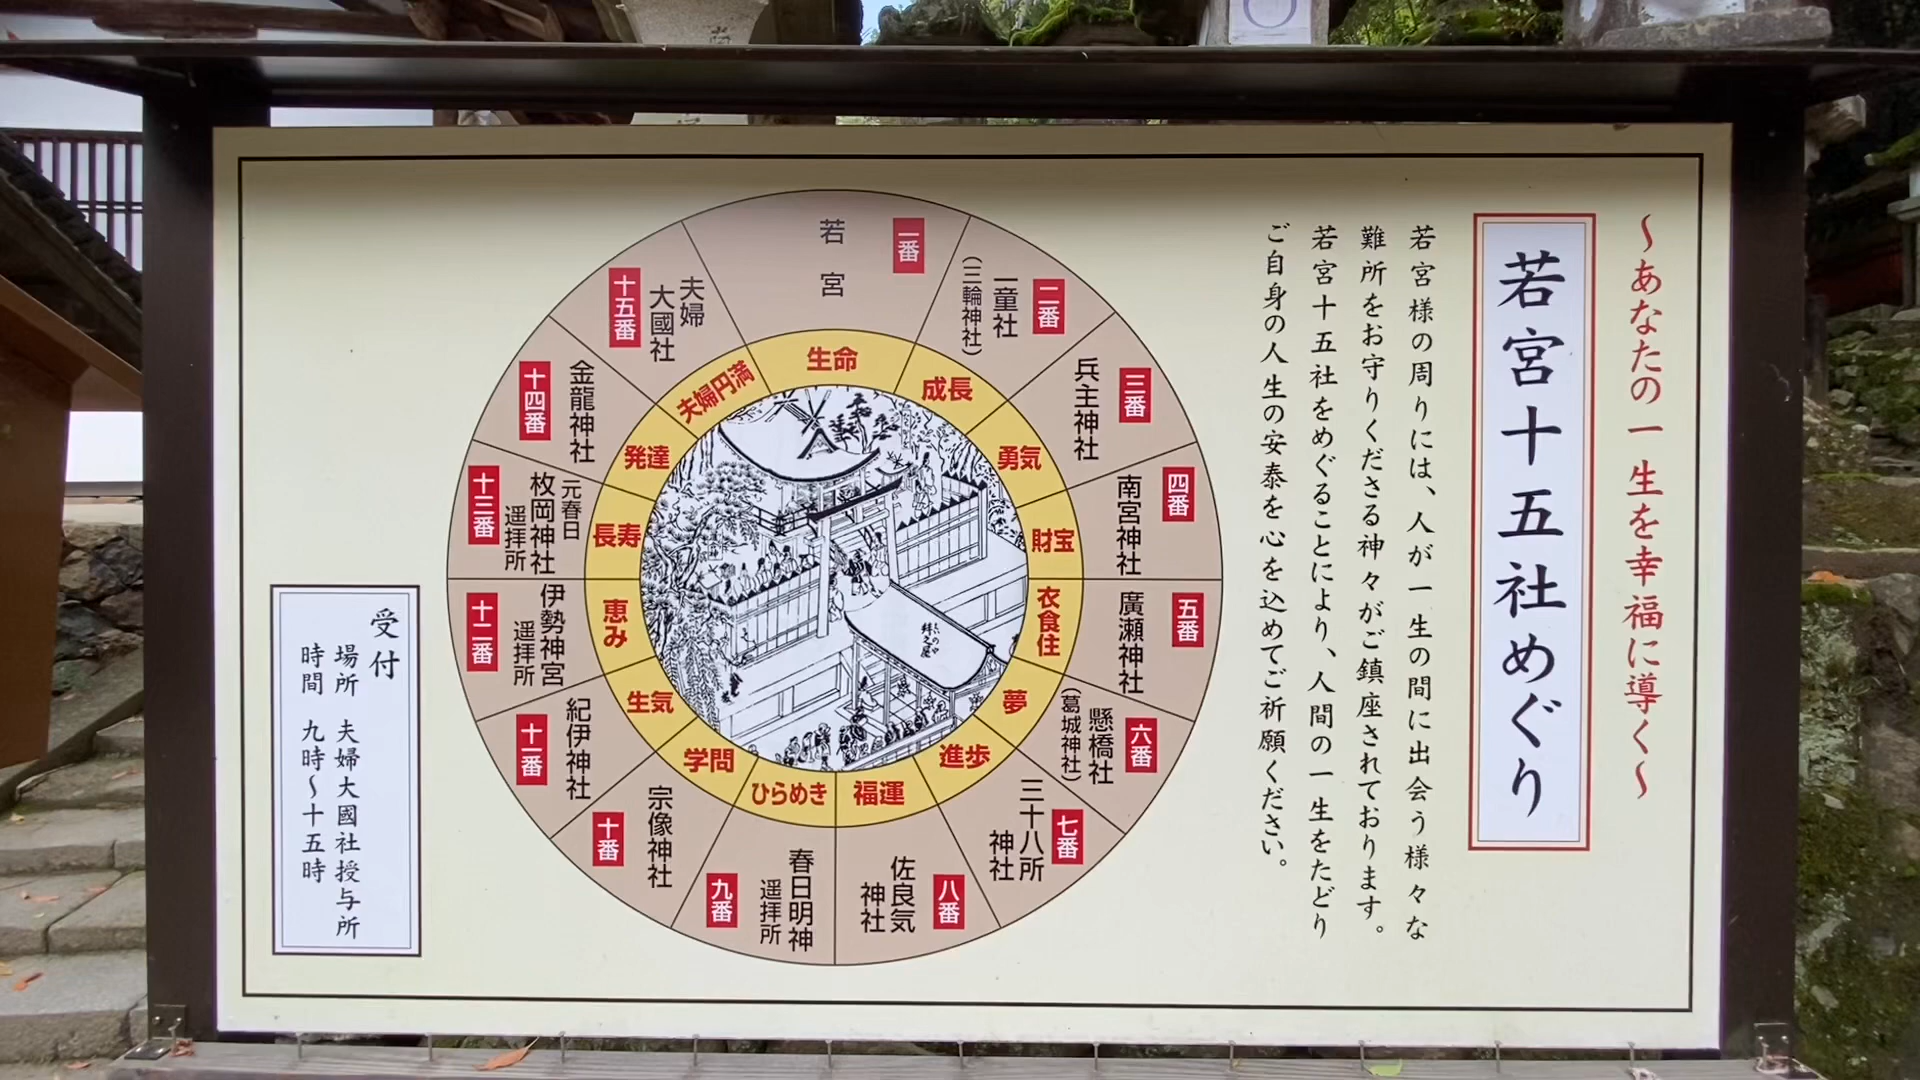 ～あなたの一生を幸福に導く～
若宮十五社めぐり
若宮様の周りには、人が一生の間に出会う様々な
難所をお守りくださる神々がご鎮座されております。
若宮十五社をめぐることにより、人間の一生をたどり
ご自身の人生の安泰を心を込めてご祈願ください。
一番
若宮
生命
二番
三童社
(三輪神社)
成長
三番
兵主神社
勇気
四番
南宮神社
財宝
五番
廣瀬神社
衣食住
六番
懸橋社
(葛城神社)
夢
七番
三十八所
神社
進歩
八番
佐良気
神社
福運
九番
春日明神
遥拝所
ひらめき
十番
宗像神社
学問
十一番
紀伊神社
生気
十二番
伊勢神宮
遥拝所
恵み
十三番
元春日
枚岡神社
遥拝所
長寿
十四番
金龍神社
発達
十五番
夫婦
大國社
夫婦円満
受付
場所 夫婦大國社授与所
時間 九時～十五時